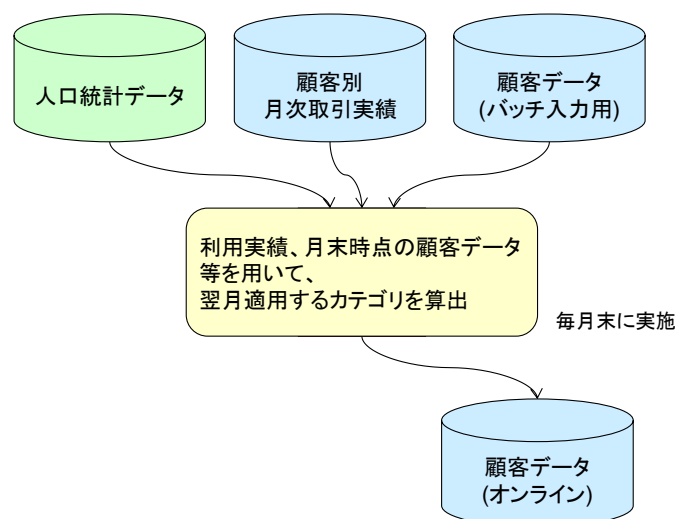 人口統計データ
顧客別
月次取引実績
顧客データ
(バッチ入力用)
利用実績、月末時点の顧客データ
等を用いて、
翌月適用するカテゴリを算出
毎月末に実施
顧客データ
(オンライン)